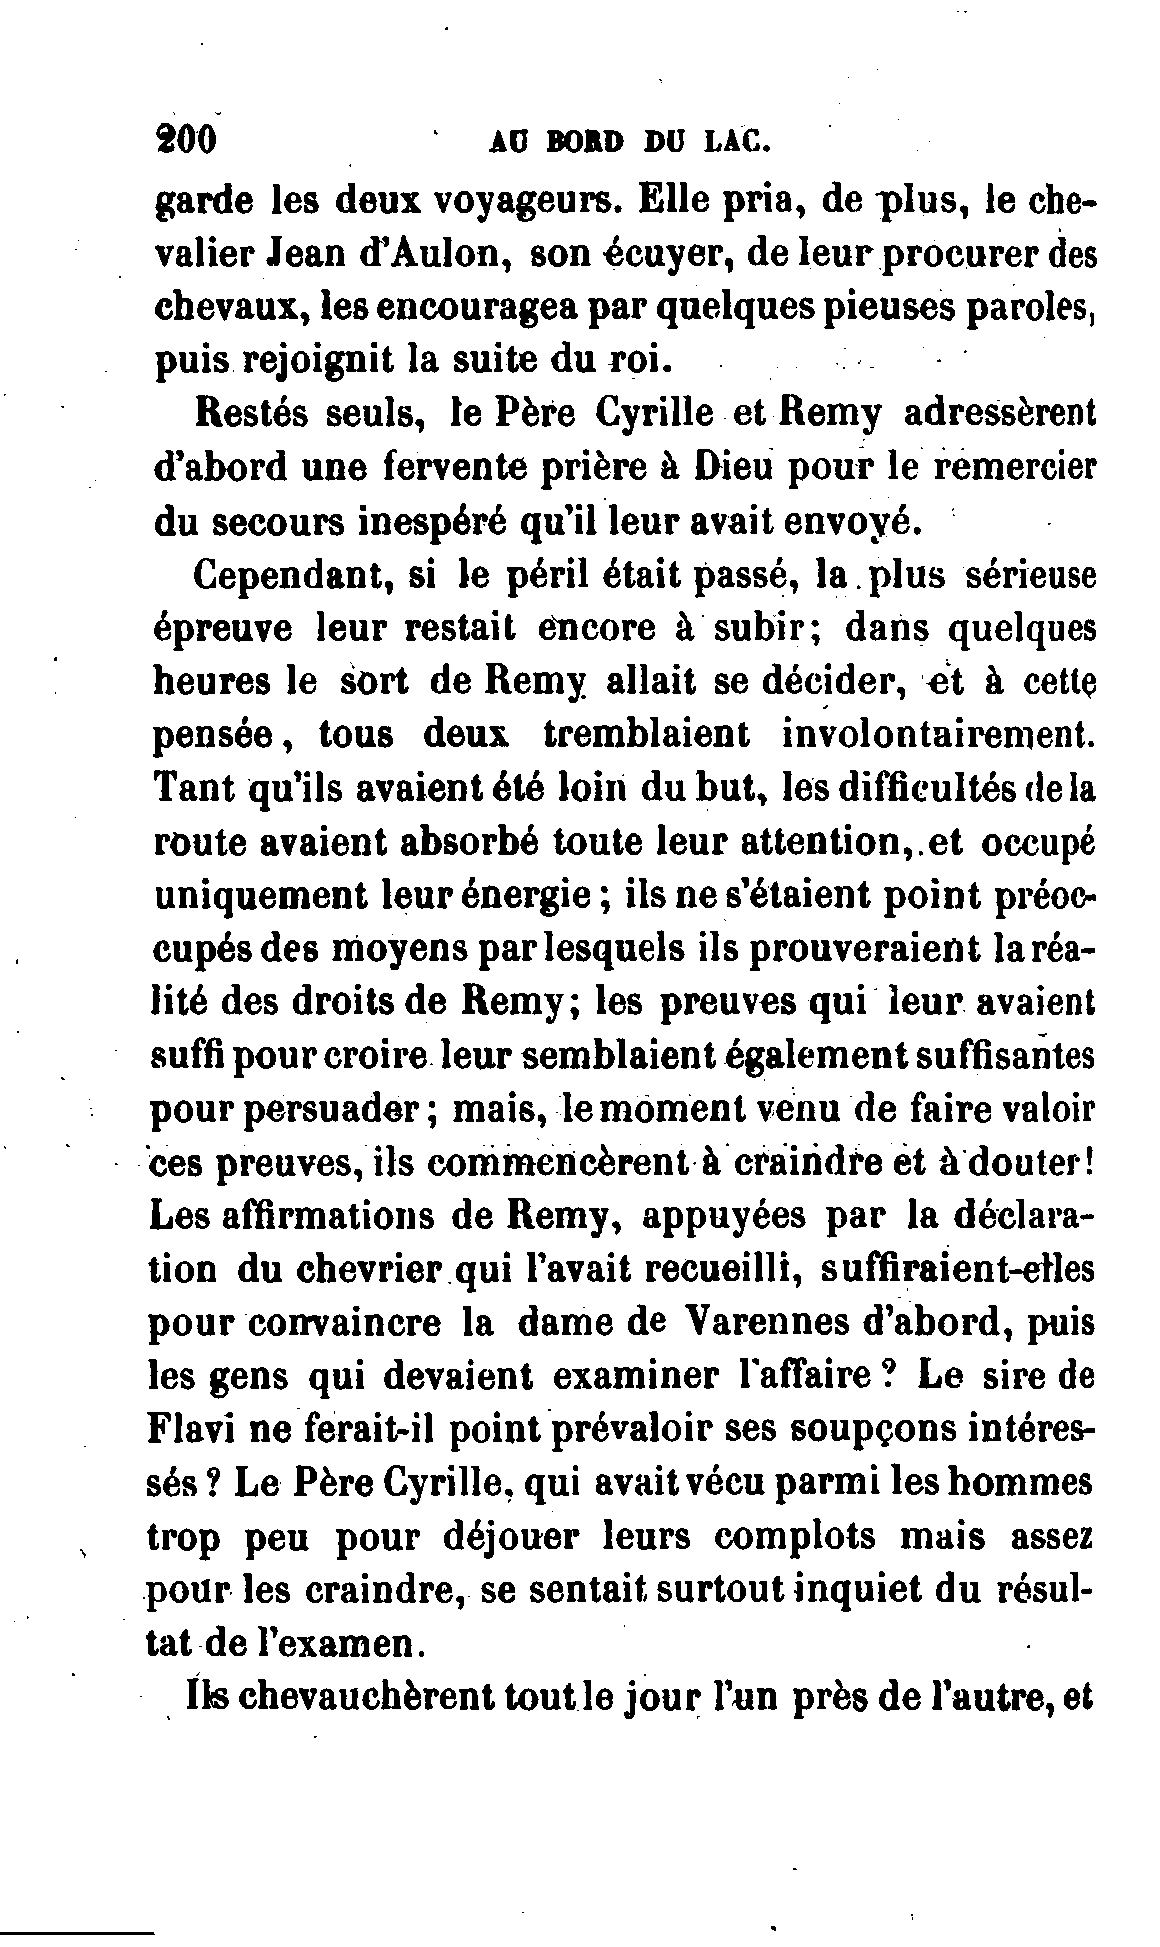 200 AU BORD DU LAC.
garde les deux voyageurs. Elle pria, de plus, le che-
valier Jean d'Aulon, son écuyer, de leur procurer des
chevaux, les encouragea par quelques pieuses paroles,
puis rejoignit la suite du roi.
Restés seuls, le Père Cyrille et Remy adressèrent
d'abord une fervente prière à Dieu pour le remercier
du secours inespéré qu'il leur avait envoyé.
Cependant, si le péril était passé, la plus sérieuse
épreuve leur restait encore à subir; dans quelques
heures le sort de Remy allait se décider, et à cette
pensée, tous deux tremblaient involontairement.
Tant qu'ils avaient été loin du but, les difficultés de la
route avaient absorbé toute leur attention, et occupé
uniquement leur énergie; ils ne s'étaient point préoc-
cupés des moyens par lesquels ils prouveraient la réa-
lité des droits de Remy; les preuves qui leur avaient
suffi pour croire leur semblaient également suffisantes
pour persuader; mais, le moment venu de faire valoir
ces preuves, ils commencèrent à craindre et à douter!
Les affirmations de Remy, appuyées par la déclara-
tion du chevrier qui l'avait recueilli, suffiraient-elles
pour convaincre la dame de Varennes d'abord, puis
les gens qui devaient examiner l'affaire? Le sire de
Flavi ne ferait-il point prévaloir ses soupçons intéres-
sés? Le Père Cyrille, qui avait vécu parmi les hommes
trop peu pour déjouer leurs complots mais assez
pour les craindre, se sentait surtout inquiet du résul-
tat de l'examen.
Ils chevauchèrent tout le jour l'un près de l'autre, et